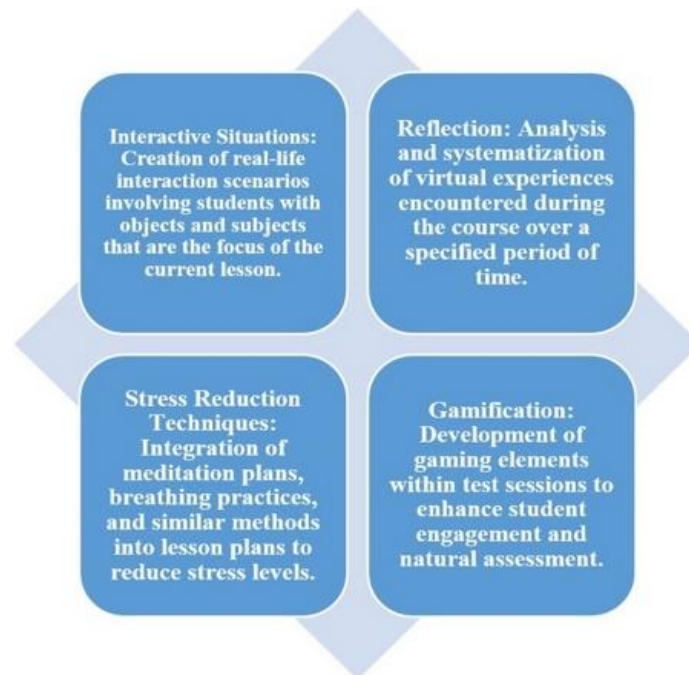 Interactive Situations:
Creation of real-life
interaction scenarios
involving students with
objects and subjects
that are the focus of the
current lesson.
Reflection: Analysis
and systematization
of virtual experiences
encountered during
the course over a
specified period of
time.
Stress Reduction
Techniques:
Integration of
meditation plans,
breathing practices,
and similar methods
into lesson plans to
reduce stress levels.
Gamification:
Development of
gaming elements
within test sessions to
enhance student
engagement and
natural assessment.